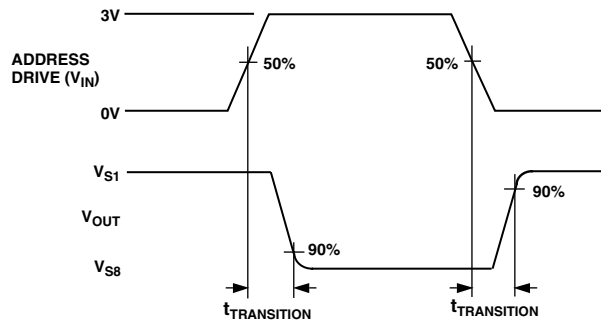 3V
ADDRESS
DRIVE (VIN)
50%
50%
0V
VS1
VOUT
90%
90%
VS8
tTRANSITION
tTRANSITION